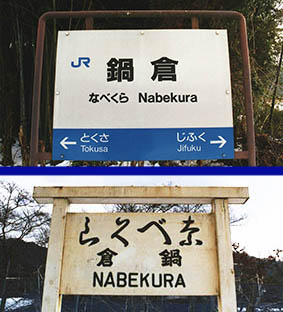 JR 鍋倉
なべくら Nabekura
← とくさ じふく →
Tokusa Jifuku
なべくら
鍋倉
NABEKURA